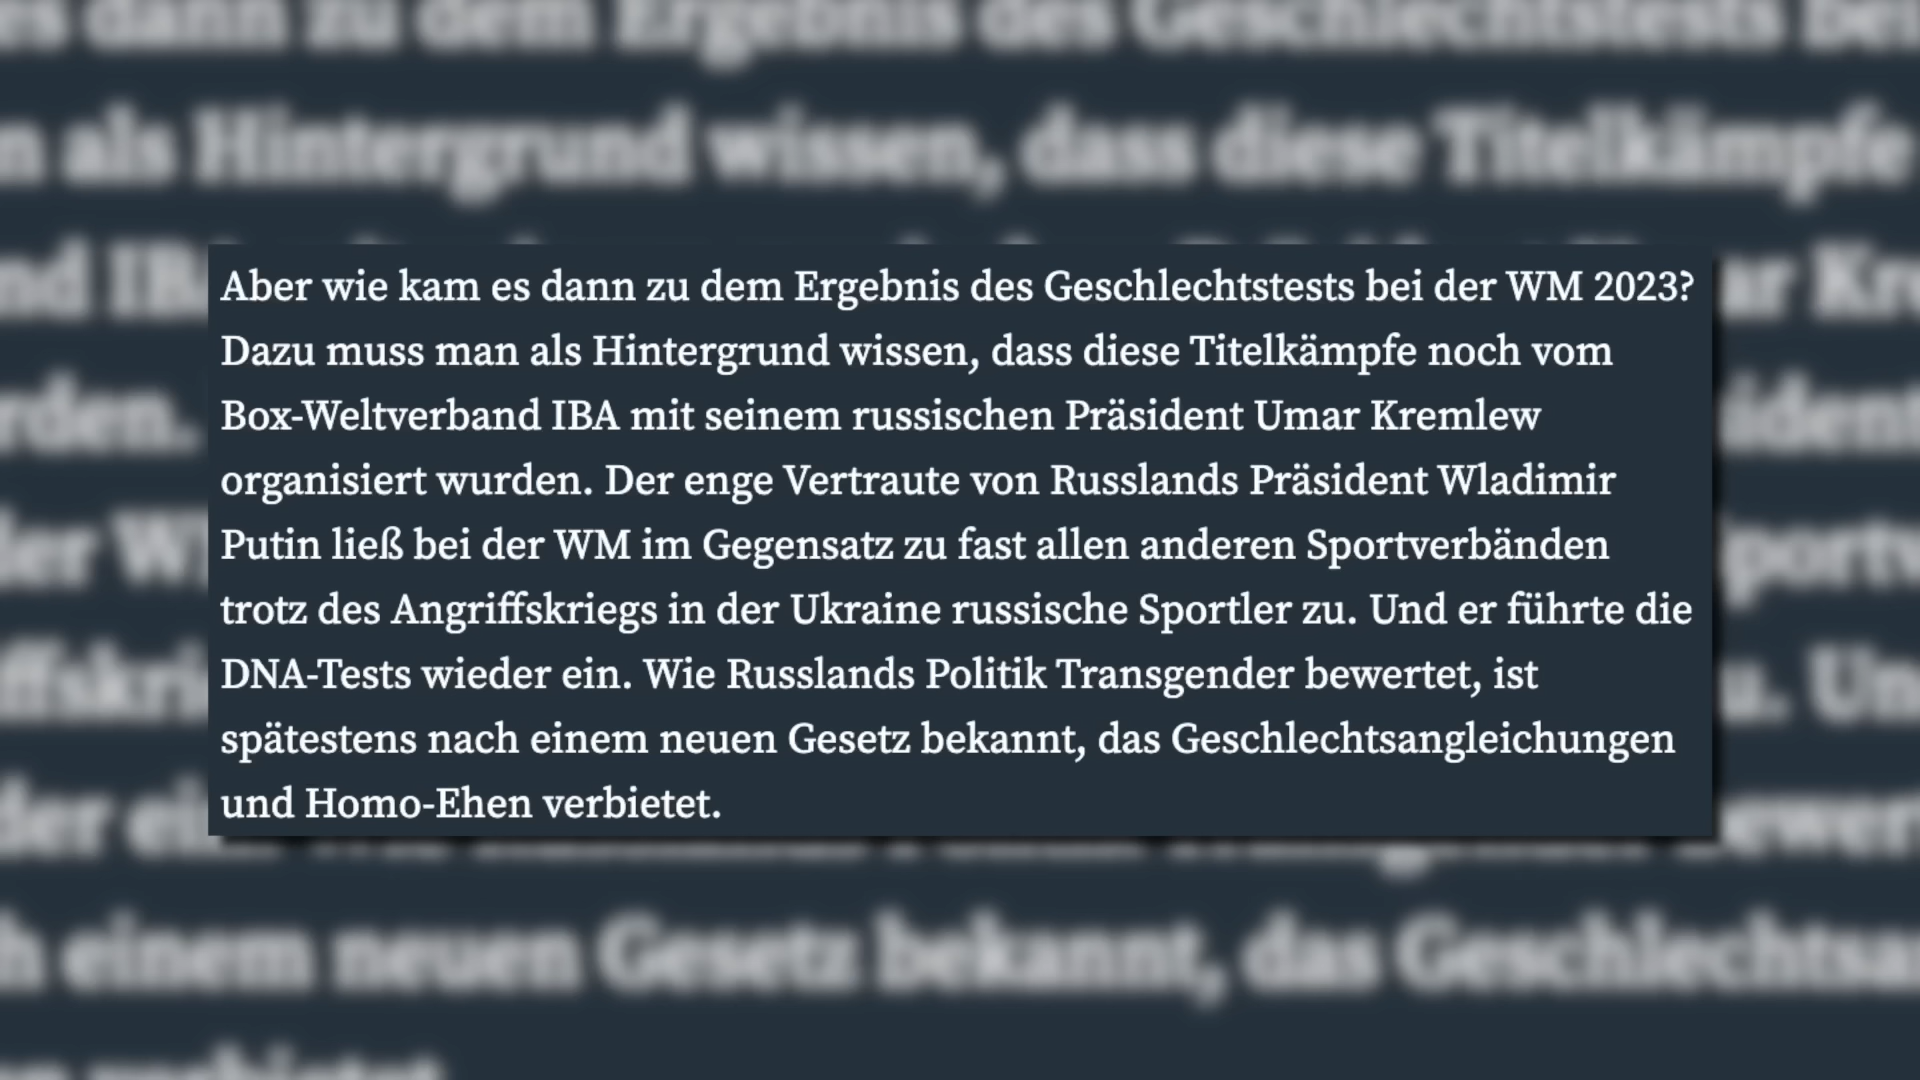 Aber wie kam es dann zu dem Ergebnis des Geschlechtstests bei der WM 2023?
Dazu muss man als Hintergrund wissen, dass diese Titelkämpfe noch vom
Box-Weltverband IBA mit seinem russischen Präsident Umar Kremlew
organisiert wurden. Der enge Vertraute von Russlands Präsident Wladimir
Putin ließ bei der WM im Gegensatz zu fast allen anderen Sportverbänden
trotz des Angriffskriegs in der Ukraine russische Sportler zu. Und er führte die
DNA-Tests wieder ein. Wie Russlands Politik Transgender bewertet, ist
spätestens nach einem neuen Gesetz bekannt, das Geschlechtsangleichungen
und Homo-Ehen verbietet.